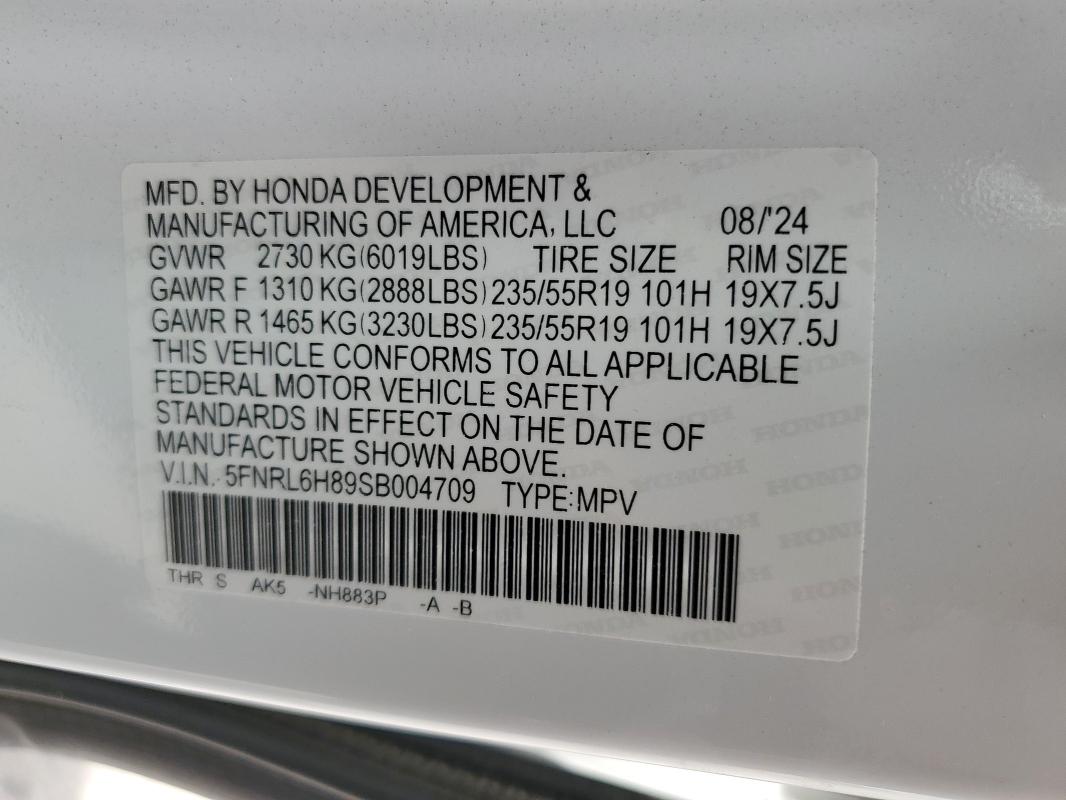 MFD. BY HONDA DEVELOPMENT &
MANUFACTURING OF AMERICA, LLC 08/'24
GVWR 2730 KG(6019LBS) TIRE SIZE RIM SIZE
GAWR F 1310 KG(2888LBS) 235/55R19 101H 19X7.5J
GAWR R 1465 KG(3230LBS) 235/55R19 101H 19X7.5J
THIS VEHICLE CONFORMS TO ALL APPLICABLE
FEDERAL MOTOR VEHICLE SAFETY
STANDARDS IN EFFECT ON THE DATE OF
MANUFACTURE SHOWN ABOVE.
V.I.N.: 5FNRL6H89SB004709 TYPE:MPV
THR S AK5 -NH883P -A -B